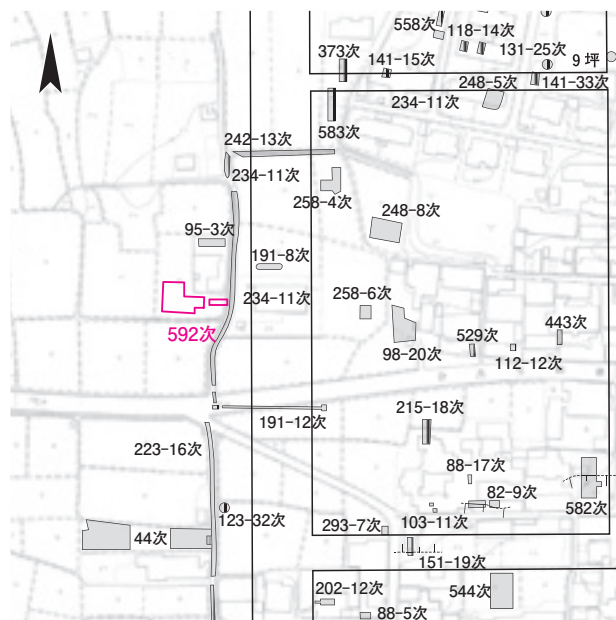 558次
118-14次
373次
141-15次
131-25次
9 坪
248-5次
141-33次
234-11次
583次
242-13次
234-11次
258-4次
248-8次
95-3次
191-8次
234-11次
258-6次
592次
98-20次
529次
443次
112-12次
191-12次
215-18次
223-16次
88-17次
82-9次
582次
123-32次
103-11次
44次
293-7次
151-19次
202-12次
544次
88-5次